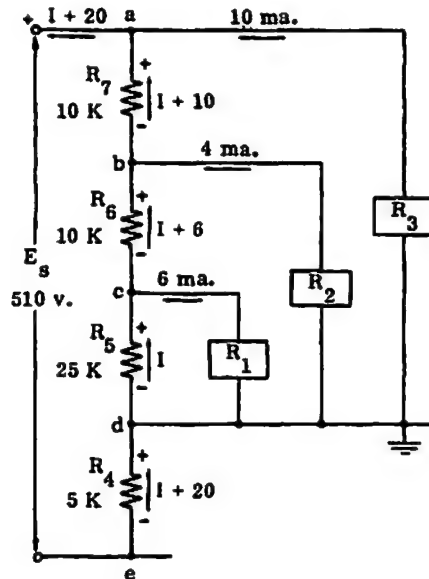 + I + 20 a 10 ma.
+
R7
10 K I + 10
-
b 4 ma.
+
R6
10 K I + 6
-
R3
Es
510 v.
R2
c 6 ma.
+
R5
25 K I
-
R1
d
+
R4
5 K I + 20
-
e